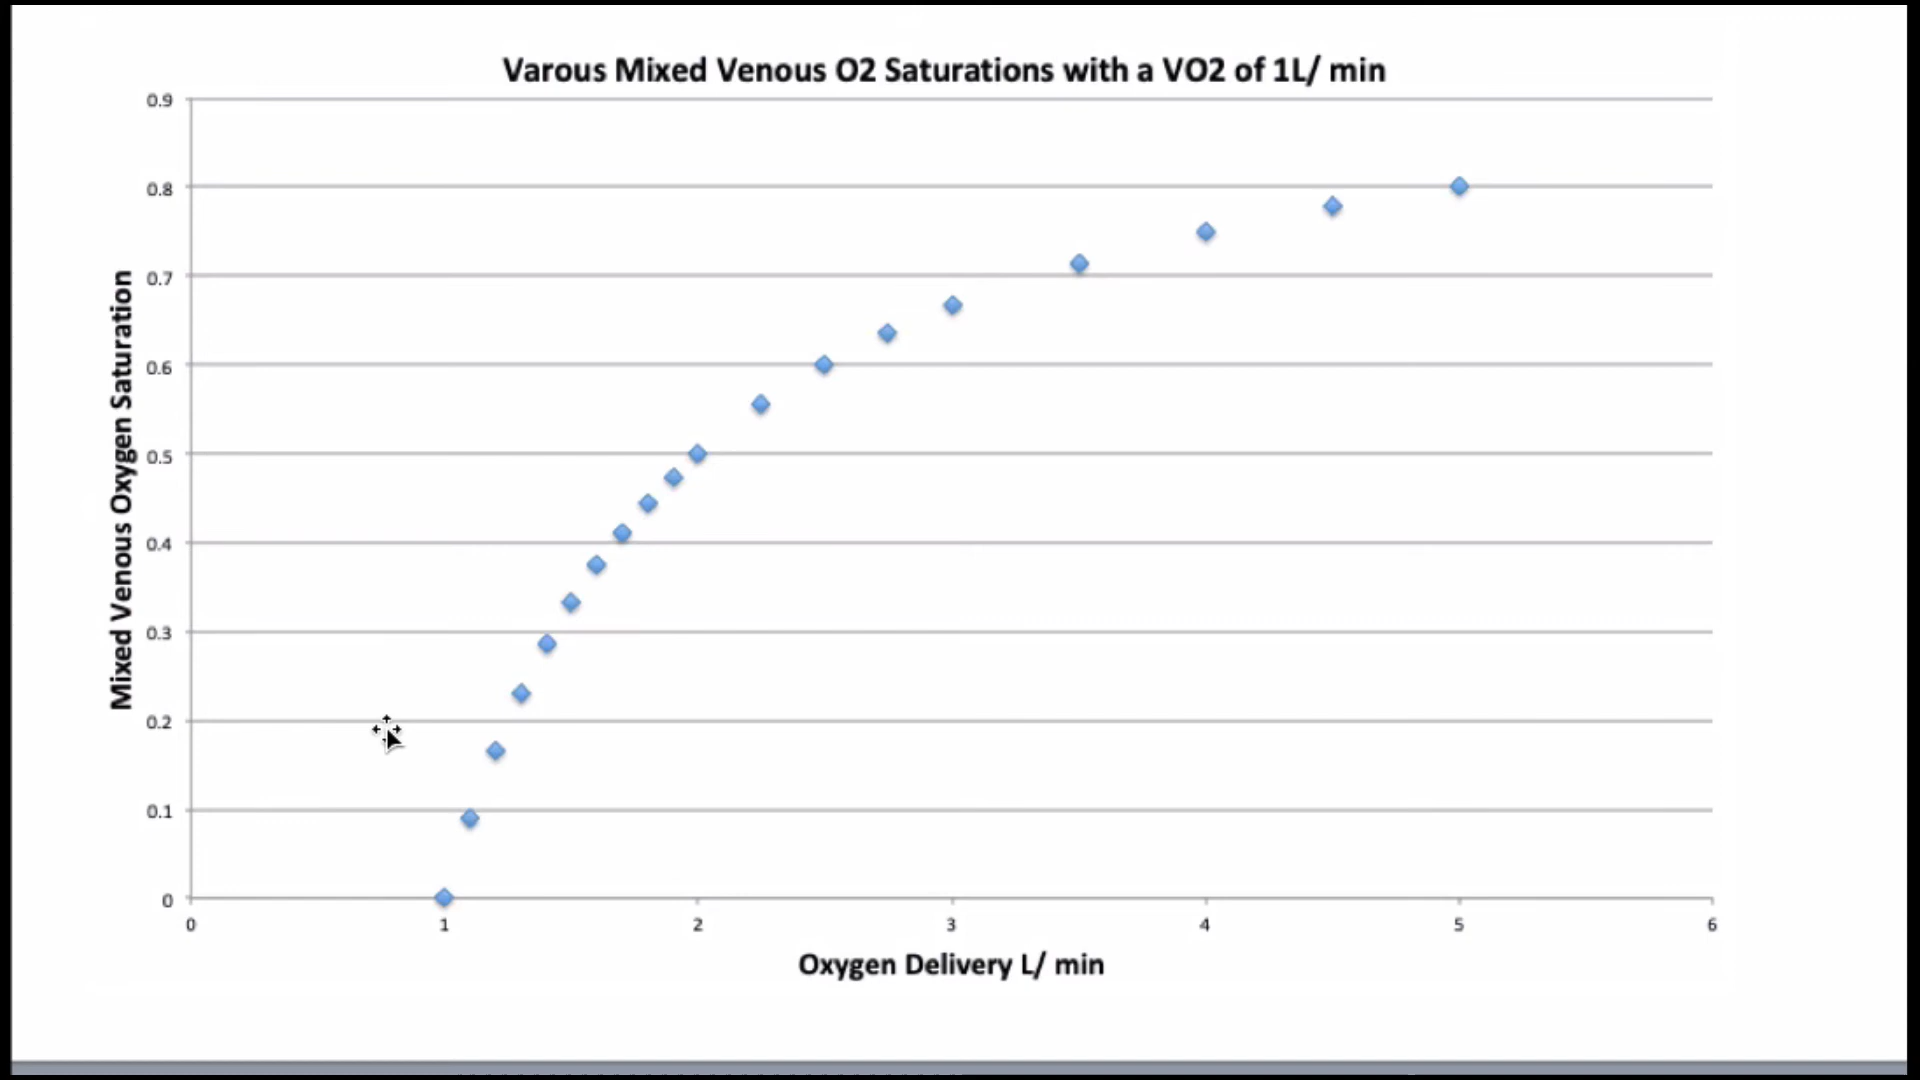 Varous Mixed Venous O2 Saturations with a VO2 of 1L/ min
0.9
0.8
0.7
0.6
0.5
0.4
0.3
0.2
0.1
0
Mixed Venous Oxygen Saturation
0 1 2 3 4 5 6
Oxygen Delivery L/ min